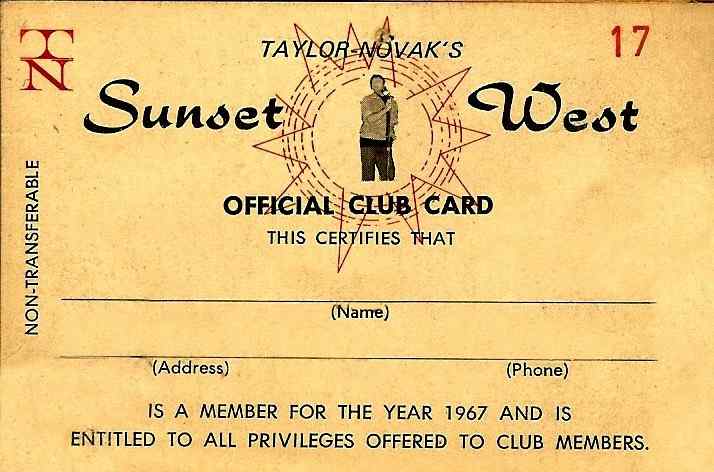 TN
17
TAYLOR-NOVAK'S
Sunset West
OFFICIAL CLUB CARD
THIS CERTIFIES THAT
NON-TRANSFERABLE
(Name)
(Address) (Phone)
IS A MEMBER FOR THE YEAR 1967 AND IS
ENTITLED TO ALL PRIVILEGES OFFERED TO CLUB MEMBERS.